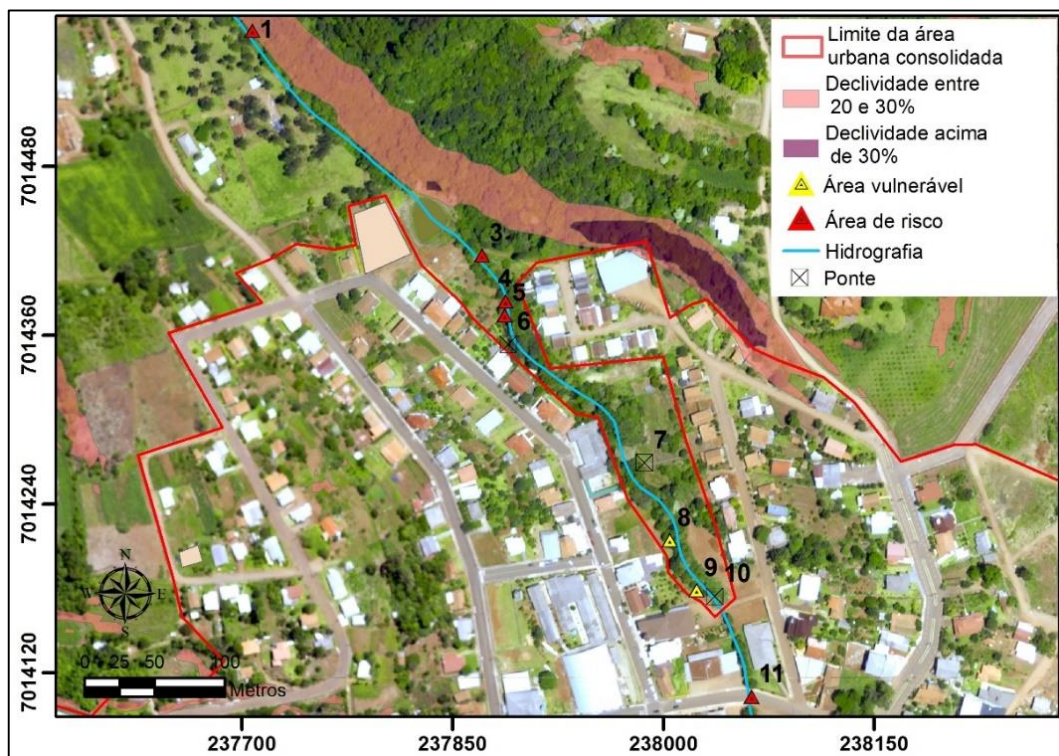 1
Limite da área
urbana consolidada
Declividade entre
20 e 30%
Declividade acima
de 30%
Área vulnerável
Área de risco
Hidrografia
Ponte
7014480
7014360
7014240
7014120
3
4
5
6
7
8
9 10
11
N
W E
S
0 25 50 100
Metros
237700 237850 238000 238150